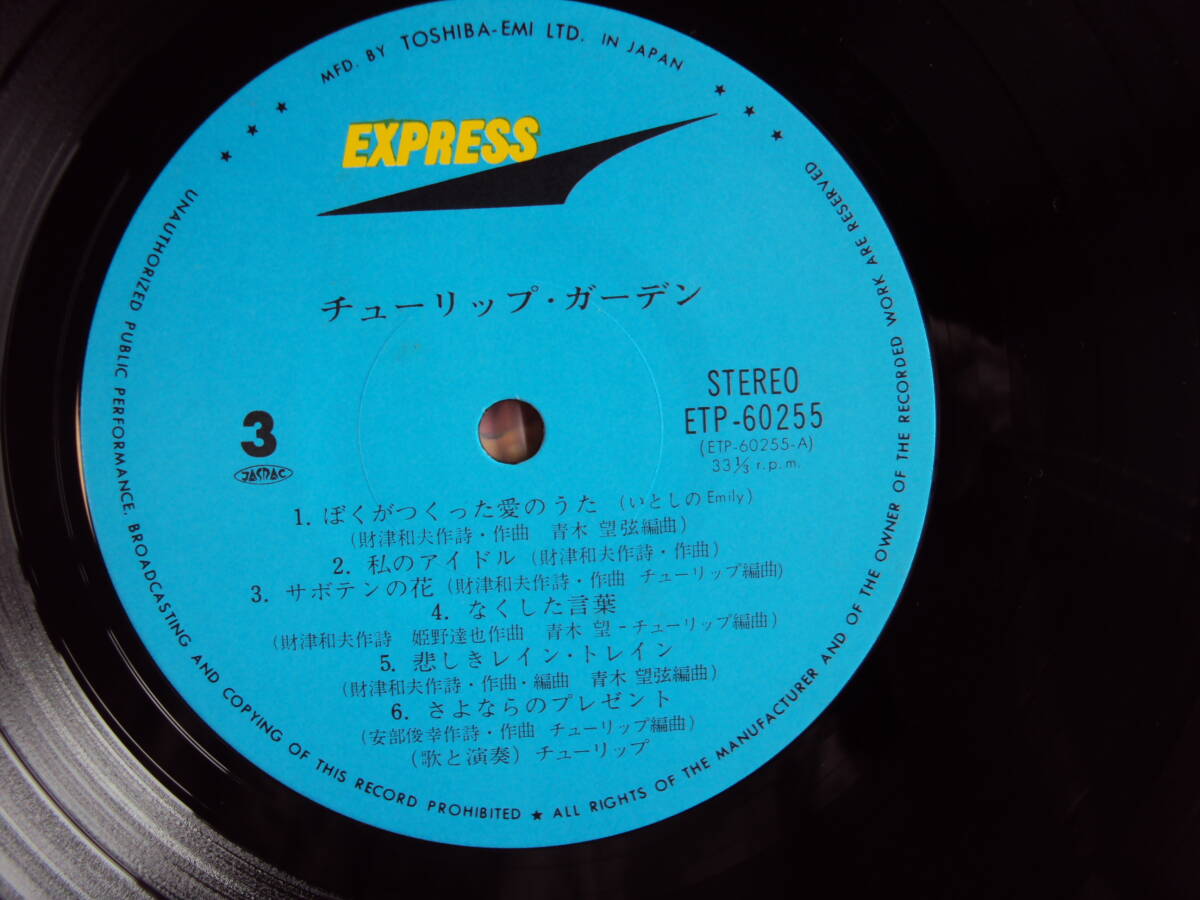 MFD. BY TOSHIBA-EMI LTD. IN JAPAN
EXPRESS
チューリップ・ガーデン
STEREO
ETP-60255
(ETP-60255-A)
33⅓ r.p.m.
3
JASRAC
1. ぼくがつくった愛のうた (いとしのEmily)
(財津和夫作詩・作曲 青木 望弦編曲)
2. 私のアイドル (財津和夫作詩・作曲)
3. サボテンの花 (財津和夫作詩・作曲 チューリップ編曲)
4. なくした言葉
(財津和夫作詩 姫野達也作曲 青木 望-チューリップ編曲)
5. 悲しきレイン・トレイン
(財津和夫作詩・作曲・編曲 青木 望弦編曲)
6. さよならのプレゼント
(安部俊幸作詩・作曲 チューリップ編曲)
(歌と演奏) チューリップ
UNAUTHORIZED PUBLIC PERFORMANCE, BROADCASTING AND COPYING OF THIS RECORD PROHIBITED ★ ALL RIGHTS OF THE MANUFACTURER AND OF THE OWNER OF THE RECORDED WORK ARE RESERVED